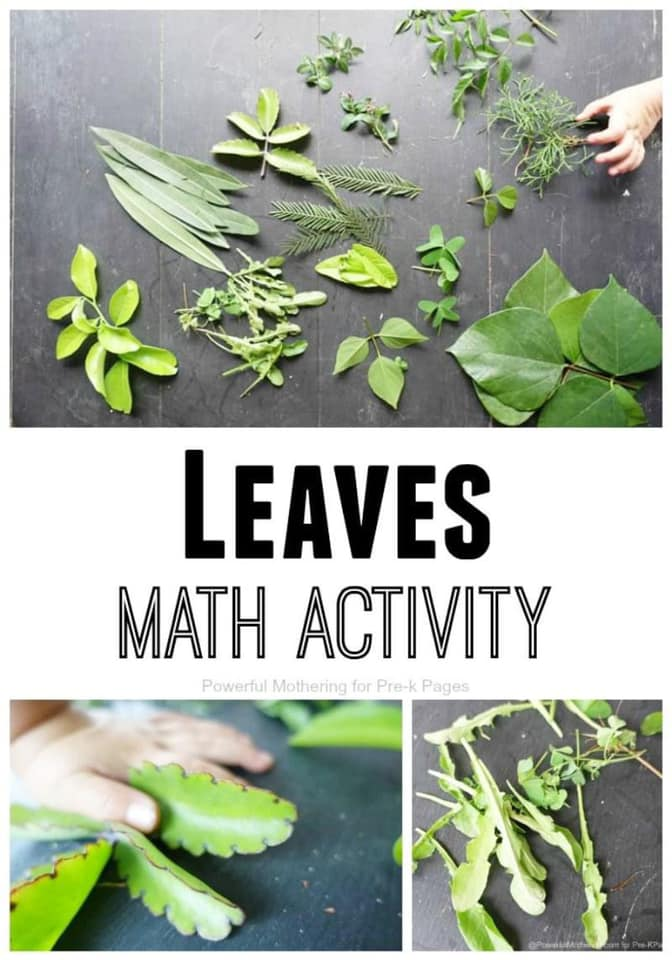 LEAVES
MATH ACTIVITY
Powerful Mothering for Pre-k Pages